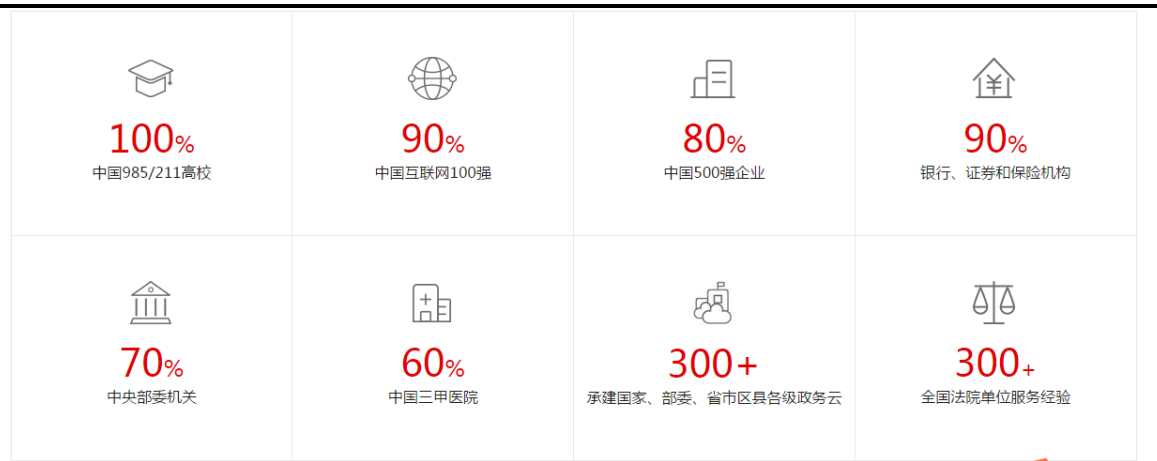 100%
中国985/211高校
90%
中国互联网100强
80%
中国500强企业
90%
银行、证券和保险机构
70%
中央部委机关
60%
中国三甲医院
300+
承建国家、部委、省市区县各级政务云
300+
全国法院单位服务经验